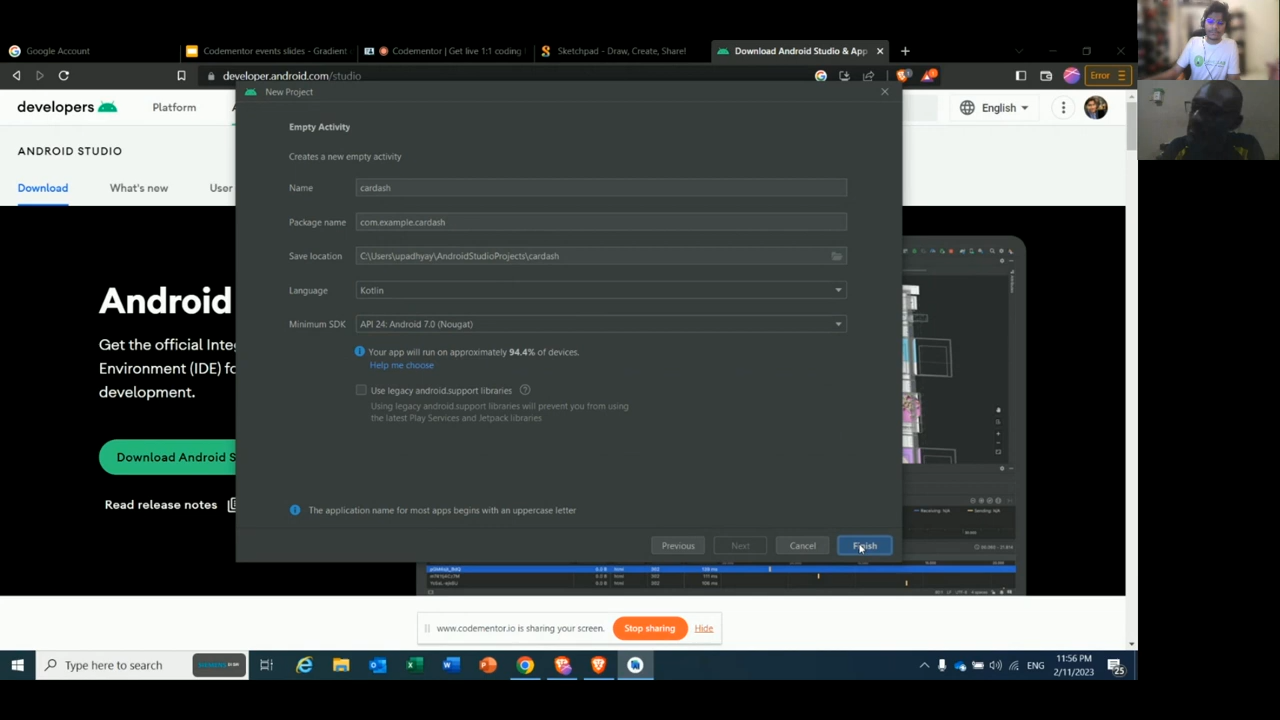 Google Account
Codementor events slides - Gradient
Codementor | Get live 1:1 coding
Sketchpad - Draw, Create, Share!
Download Android Studio & App
developer.android.com/studio
Error
New Project
developers
Platform
English
Empty Activity
ANDROID STUDIO
Creates a new empty activity
Download
What's new
User
Name
cardash
Package name
com.example.cardash
Save location
C:\Users\upadhyay\AndroidStudioProjects\cardash
Language
Kotlin
Minimum SDK
API 24: Android 7.0 (Nougat)
Android
Get the official Inte
Environment (IDE) fo
development.
Your app will run on approximately 94.4% of devices.
Help me choose
Use legacy android.support libraries
Using legacy android.support libraries will prevent you from using
the latest Play Services and Jetpack libraries
Download Android S
Read release notes
The application name for most apps begins with an uppercase letter
Previous
Next
Cancel
Finish
www.codementor.io is sharing your screen.
Stop sharing
Hide
Type here to search
ENG
11:56 PM
2/11/2023
25